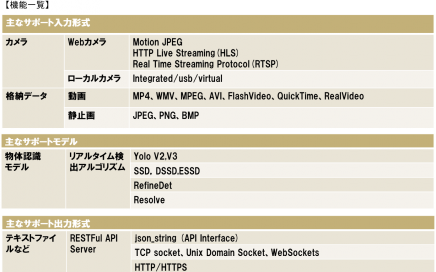 【機能一覧】
主なサポート入力形式
カメラ
Webカメラ
Motion JPEG
HTTP Live Streaming(HLS)
Real Time Streaming Protocol(RTSP)
ローカルカメラ
Integrated/usb/virtual
格納データ
動画
MP4、WMV、MPEG、AVI、FlashVideo、QuickTime、RealVideo
静止画
JPEG、PNG、BMP
主なサポートモデル
物体認識
モデル
リアルタイム検
出アルゴリズム
Yolo V2.V3
SSD, DSSD.ESSD
RefineDet
Resolve
主なサポート出力形式
テキストファイ
ルなど
RESTFul API
Server
json_string (API Interface)
TCP socket、Unix Domain Socket、WebSockets
HTTP/HTTPS